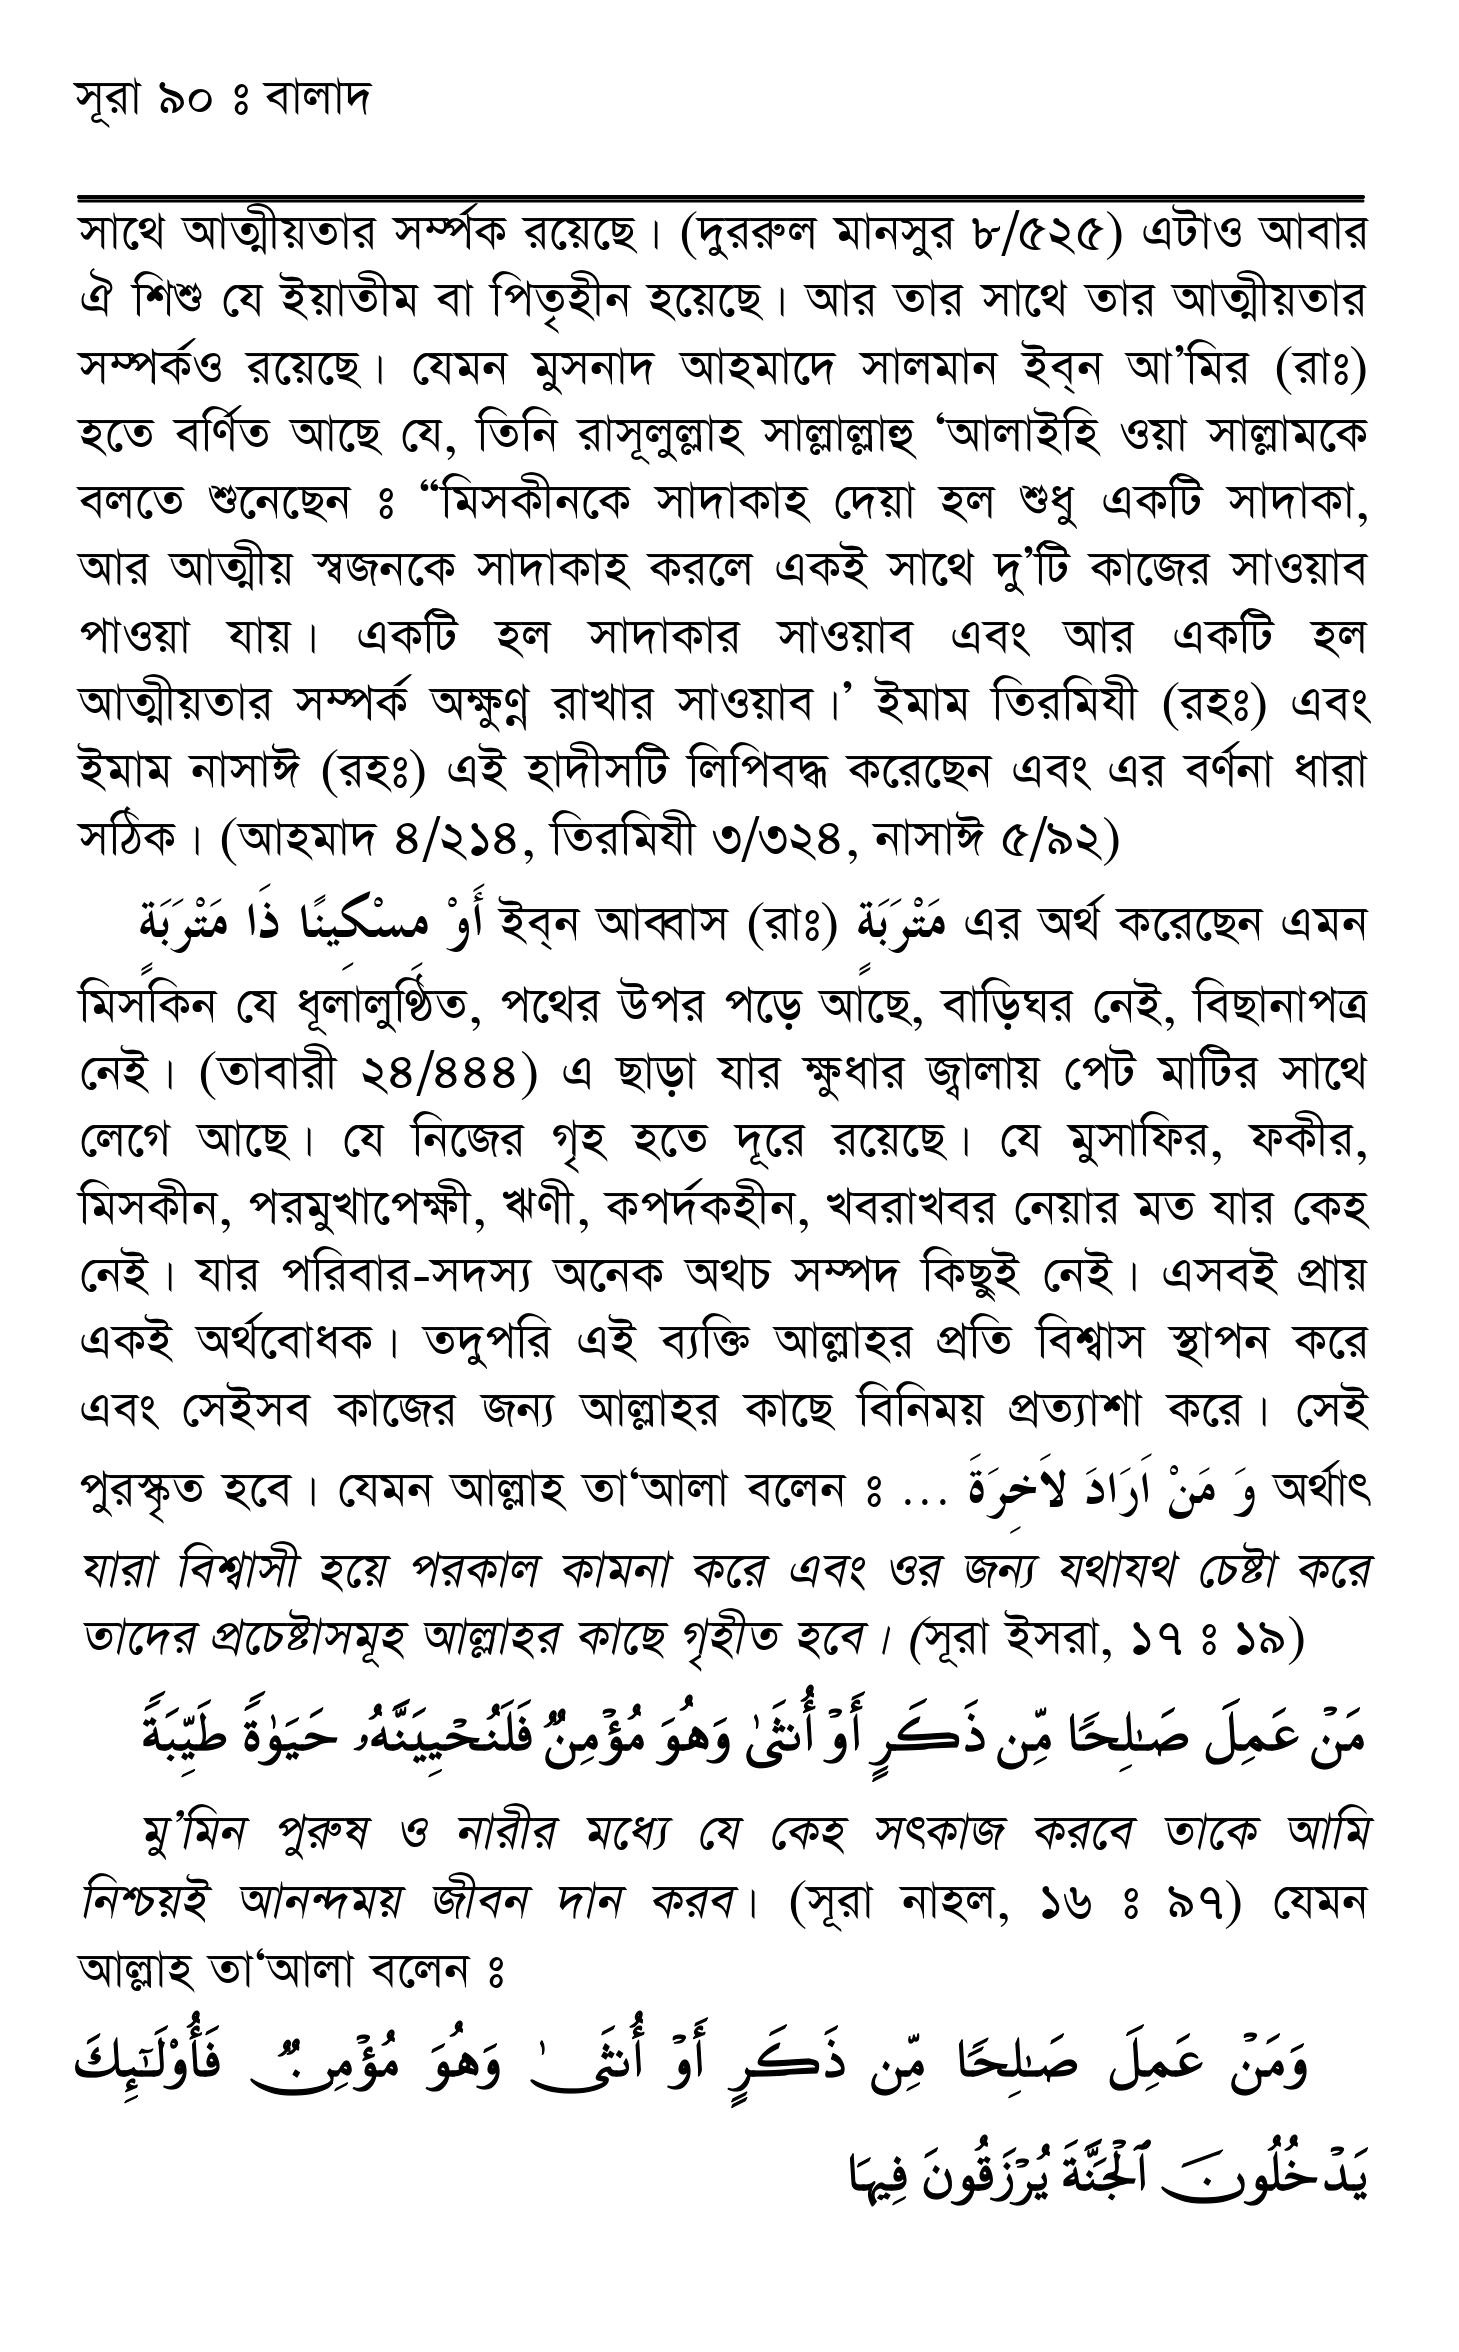 সূরা ৯০ ঃ বালাদ
সাথে আত্মীয়তার সর্ম্পক রয়েছে। (দুররুল মানসুর ৮/৫২৫) এটাও আবার
ঐ শিশু যে ইয়াতীম বা পিতৃহীন হয়েছে। আর তার সাথে তার আত্মীয়তার
সম্পর্কও রয়েছে। যেমন মুসনাদ আহমাদে সালমান ইব্ন আ’মির (রাঃ)
হতে বর্ণিত আছে যে, তিনি রাসূলুল্লাহ সাল্লাল্লাহু ‘আলাইহি ওয়া সাল্লামকে
বলতে শুনেছেন ঃ “মিসকীনকে সাদাকাহ দেয়া হল শুধু একটি সাদাকা,
আর আত্মীয় স্বজনকে সাদাকাহ করলে একই সাথে দু’টি কাজের সাওয়াব
পাওয়া যায়। একটি হল সাদাকার সাওয়াব এবং আর একটি হল
আত্মীয়তার সম্পর্ক অক্ষুণ্ণ রাখার সাওয়াব।’ ইমাম তিরমিযী (রহঃ) এবং
ইমাম নাসাঈ (রহঃ) এই হাদীসটি লিপিবদ্ধ করেছেন এবং এর বর্ণনা ধারা
সঠিক। (আহমাদ ৪/২১৪, তিরমিযী ৩/৩২৪, নাসাঈ ৫/৯২)
أَوْ مِسْكِينًا ذَا مَتْرَبَةٍ ইব্ন আব্বাস (রাঃ) مَتْرَبَةٍ এর অর্থ করেছেন এমন
মিসকিন যে ধূলালুণ্ঠিত, পথের উপর পড়ে আছে, বাড়িঘর নেই, বিছানাপত্র
নেই। (তাবারী ২৪/৪৪৪) এ ছাড়া যার ক্ষুধার জ্বালায় পেট মাটির সাথে
লেগে আছে। যে নিজের গৃহ হতে দূরে রয়েছে। যে মুসাফির, ফকীর,
মিসকীন, পরমুখাপেক্ষী, ঋণী, কপর্দকহীন, খবরাখবর নেয়ার মত যার কেহ
নেই। যার পরিবার-সদস্য অনেক অথচ সম্পদ কিছুই নেই। এসবই প্রায়
একই অর্থবোধক। তদুপরি এই ব্যক্তি আল্লাহর প্রতি বিশ্বাস স্থাপন করে
এবং সেইসব কাজের জন্য আল্লাহর কাছে বিনিময় প্রত্যাশা করে। সেই
পুরস্কৃত হবে। যেমন আল্লাহ তা‘আলা বলেন ঃ ... وَ مَنْ اَرَادَ لاَخِرَةَ অর্থাৎ
যারা বিশ্বাসী হয়ে পরকাল কামনা করে এবং ওর জন্য যথাযথ চেষ্টা করে
তাদের প্রচেষ্টাসমূহ আল্লাহর কাছে গৃহীত হবে। (সূরা ইসরা, ১৭ ঃ ১৯)
مَنْ عَمِلَ صَـٰلِحًا مِّن ذَكَرٍ أَوْ أُنثَىٰ وَهُوَ مُؤْمِنٌ فَلَنُحْيِيَنَّهُۥ حَيَوٰةً طَيِّبَةً
মু’মিন পুরুষ ও নারীর মধ্যে যে কেহ সৎকাজ করবে তাকে আমি
নিশ্চয়ই আনন্দময় জীবন দান করব। (সূরা নাহল, ১৬ ঃ ৯৭) যেমন
আল্লাহ তা‘আলা বলেন ঃ
وَمَنْ عَمِلَ صَـٰلِحًا مِّن ذَكَرٍ أَوْ أُنثَىٰ وَهُوَ مُؤْمِنٌ فَأُوْلَـٰٓئِكَ
يَدْخُلُونَ ٱلْجَنَّةَ يُرْزَقُونَ فِيهَا